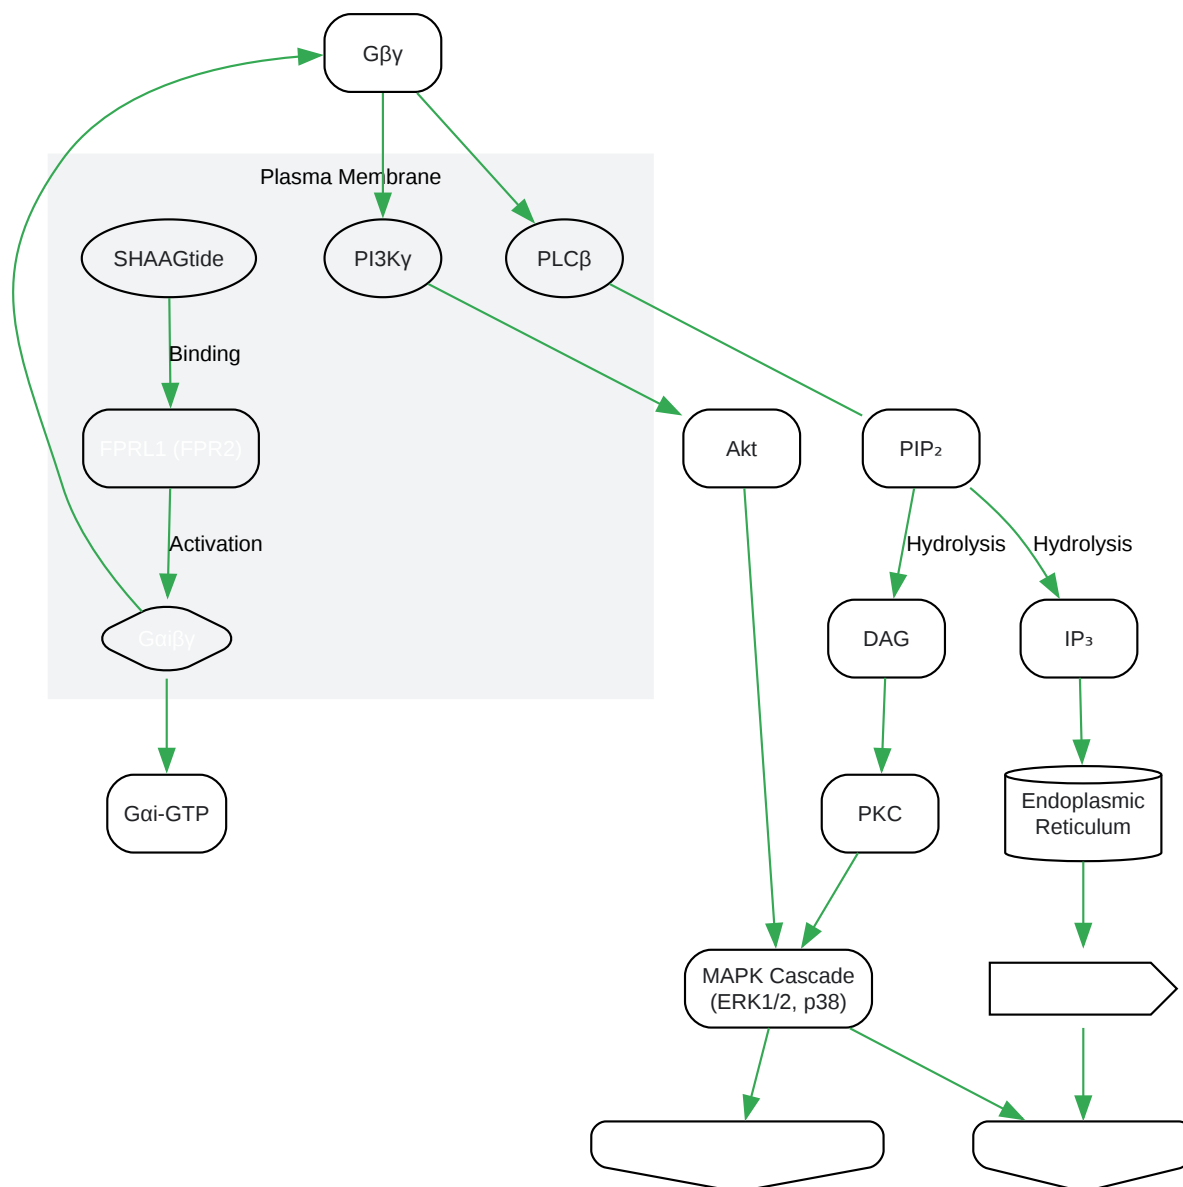 Gβγ
Plasma Membrane
SHAAGtide
PI3Kγ
PLCβ
Binding
FPRL1 (FPR2)
Akt
PIP₂
Activation
Hydrolysis
Hydrolysis
Gαiβγ
DAG
IP₃
Gαi-GTP
PKC
Endoplasmic
Reticulum
MAPK Cascade
(ERK1/2, p38)